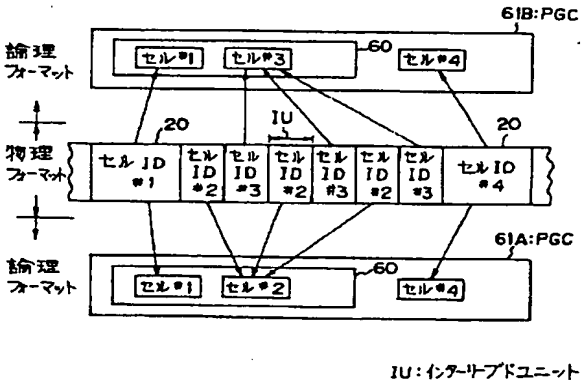 61B:PGC
論理
フォーマット
60
セル#1
セル#3
セル#4
20
IU
20
物理
フォーマット
セル ID #1
セル ID #2
セル ID #3
セル ID #2
セル ID #3
セル ID #2
セル ID #3
セル ID #4
61A:PGC
論理
フォーマット
60
セル#1
セル#2
セル#4
IU:インターリーブドユニット